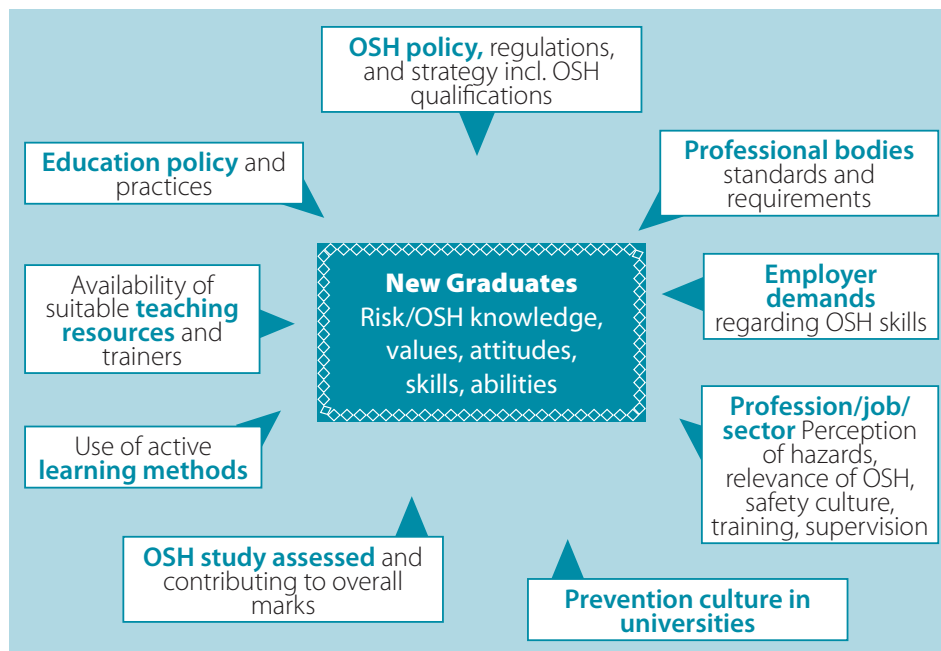 OSH policy, regulations,
and strategy incl. OSH
qualifications
Education policy and
practices
Professional bodies
standards and
requirements
New Graduates
Risk/OSH knowledge,
values, attitudes,
skills, abilities
Availability of
suitable teaching
resources and
trainers
Employer
demands
regarding OSH skills
Use of active
learning methods
Profession/job/
sector Perception
of hazards,
relevance of OSH,
safety culture,
training, supervision
OSH study assessed and
contributing to overall
marks
Prevention culture in
universities